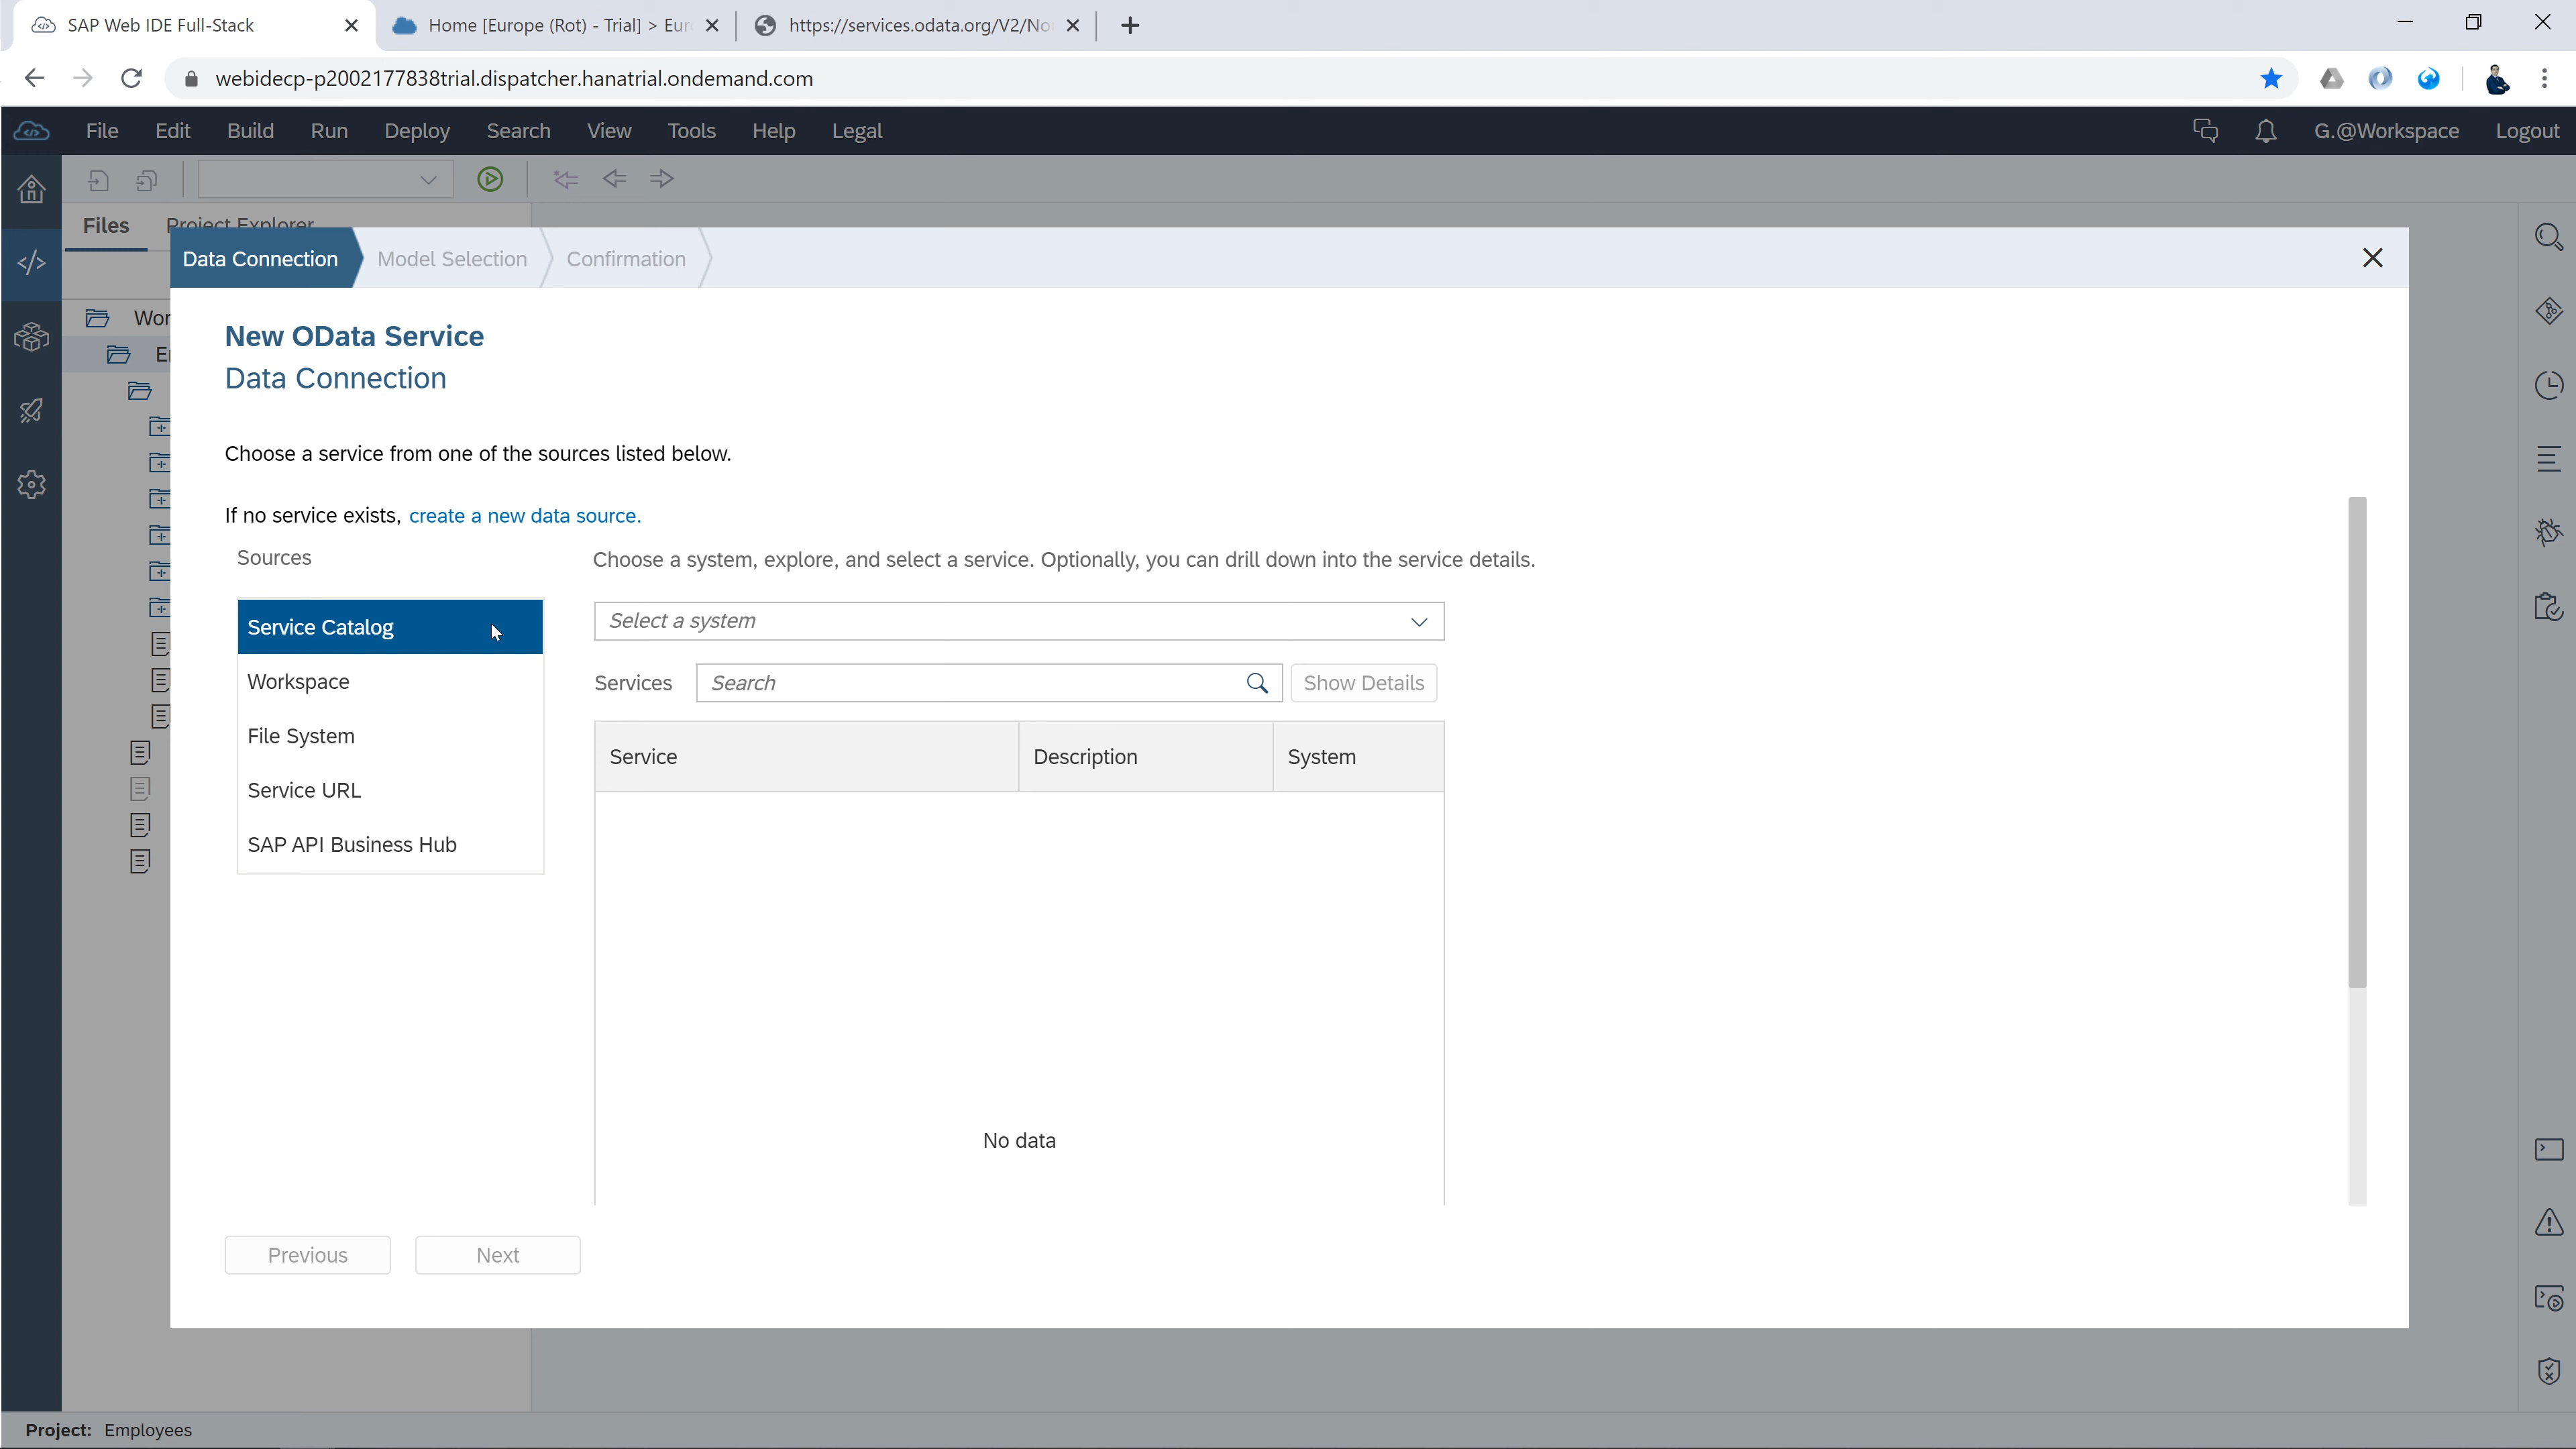 SAP Web IDE Full-Stack
Home [Europe (Rot) - Trial] > Eur
https://services.odata.org/V2/No
webidecp-p2002177838trial.dispatcher.hanatrial.ondemand.com
File Edit Build Run Deploy Search View Tools Help Legal G.@Workspace Logout
Files Project Explorer
Data Connection Model Selection Confirmation
Wor
New OData Service
Data Connection
Choose a service from one of the sources listed below.
If no service exists, create a new data source.
Sources
Choose a system, explore, and select a service. Optionally, you can drill down into the service details.
Service Catalog
Workspace
File System
Service URL
SAP API Business Hub
Select a system
Services Search Show Details
Service Description System
No data
Previous Next
Project: Employees